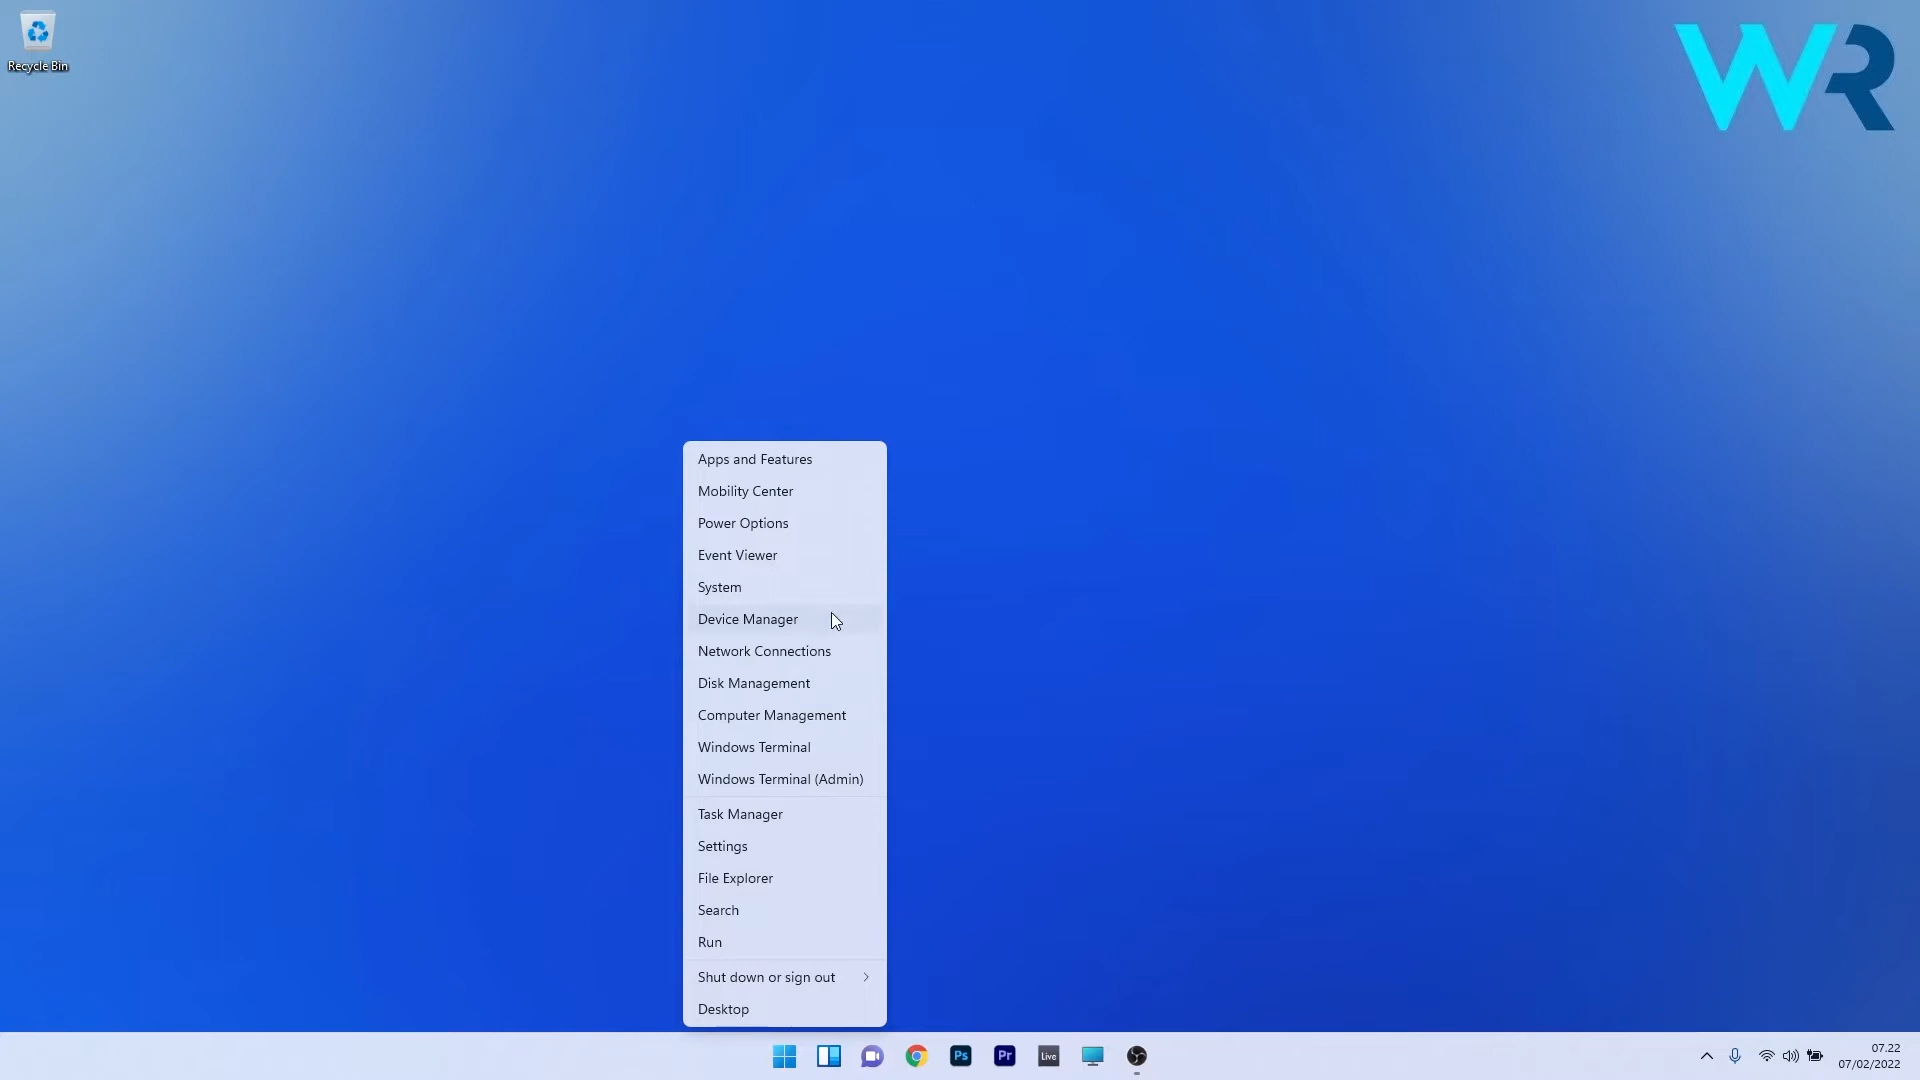 Recycle Bin
WR
Apps and Features
Mobility Center
Power Options
Event Viewer
System
Device Manager
Network Connections
Disk Management
Computer Management
Windows Terminal
Windows Terminal (Admin)
Task Manager
Settings
File Explorer
Search
Run
Shut down or sign out
Desktop
Ps
Pr
Live
07.22
07/02/2022